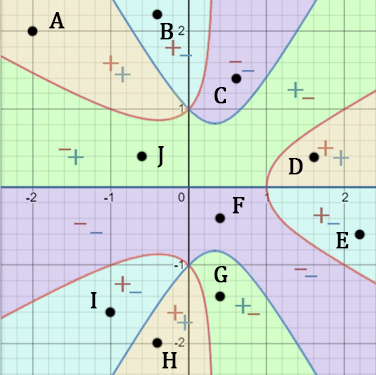 A
B
2
+ + - -
- -
C
+ -
1
- + J
+ +
D
-2 -1 0 1 2
F
+ -
- -
E
-1
G
- -
+ -
I
+ -
+ +
H
-2